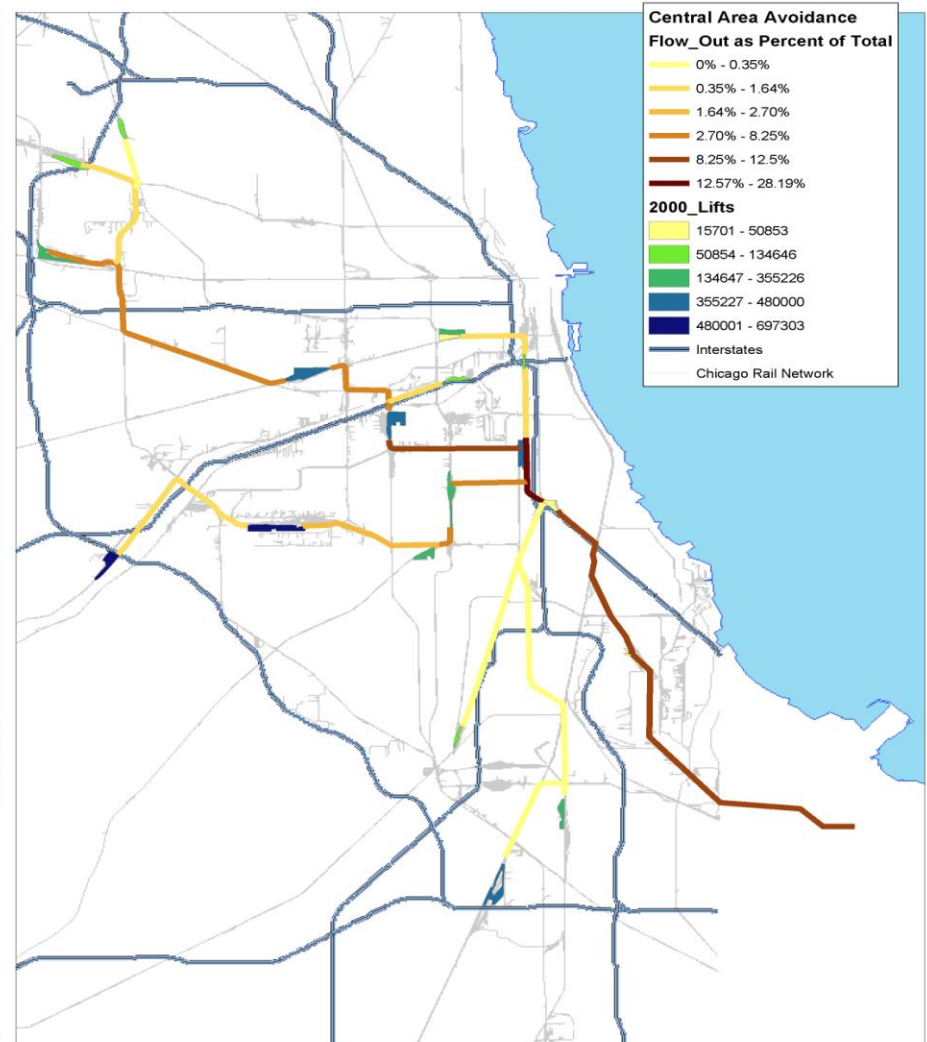 Central Area Avoidance
Flow_Out as Percent of Total
0% - 0.35%
0.35% - 1.64%
1.64% - 2.70%
2.70% - 8.25%
8.25% - 12.5%
12.57% - 28.19%
2000_Lifts
15701 - 50853
50854 - 134646
134647 - 355226
355227 - 480000
480001 - 697303
Interstates
Chicago Rail Network